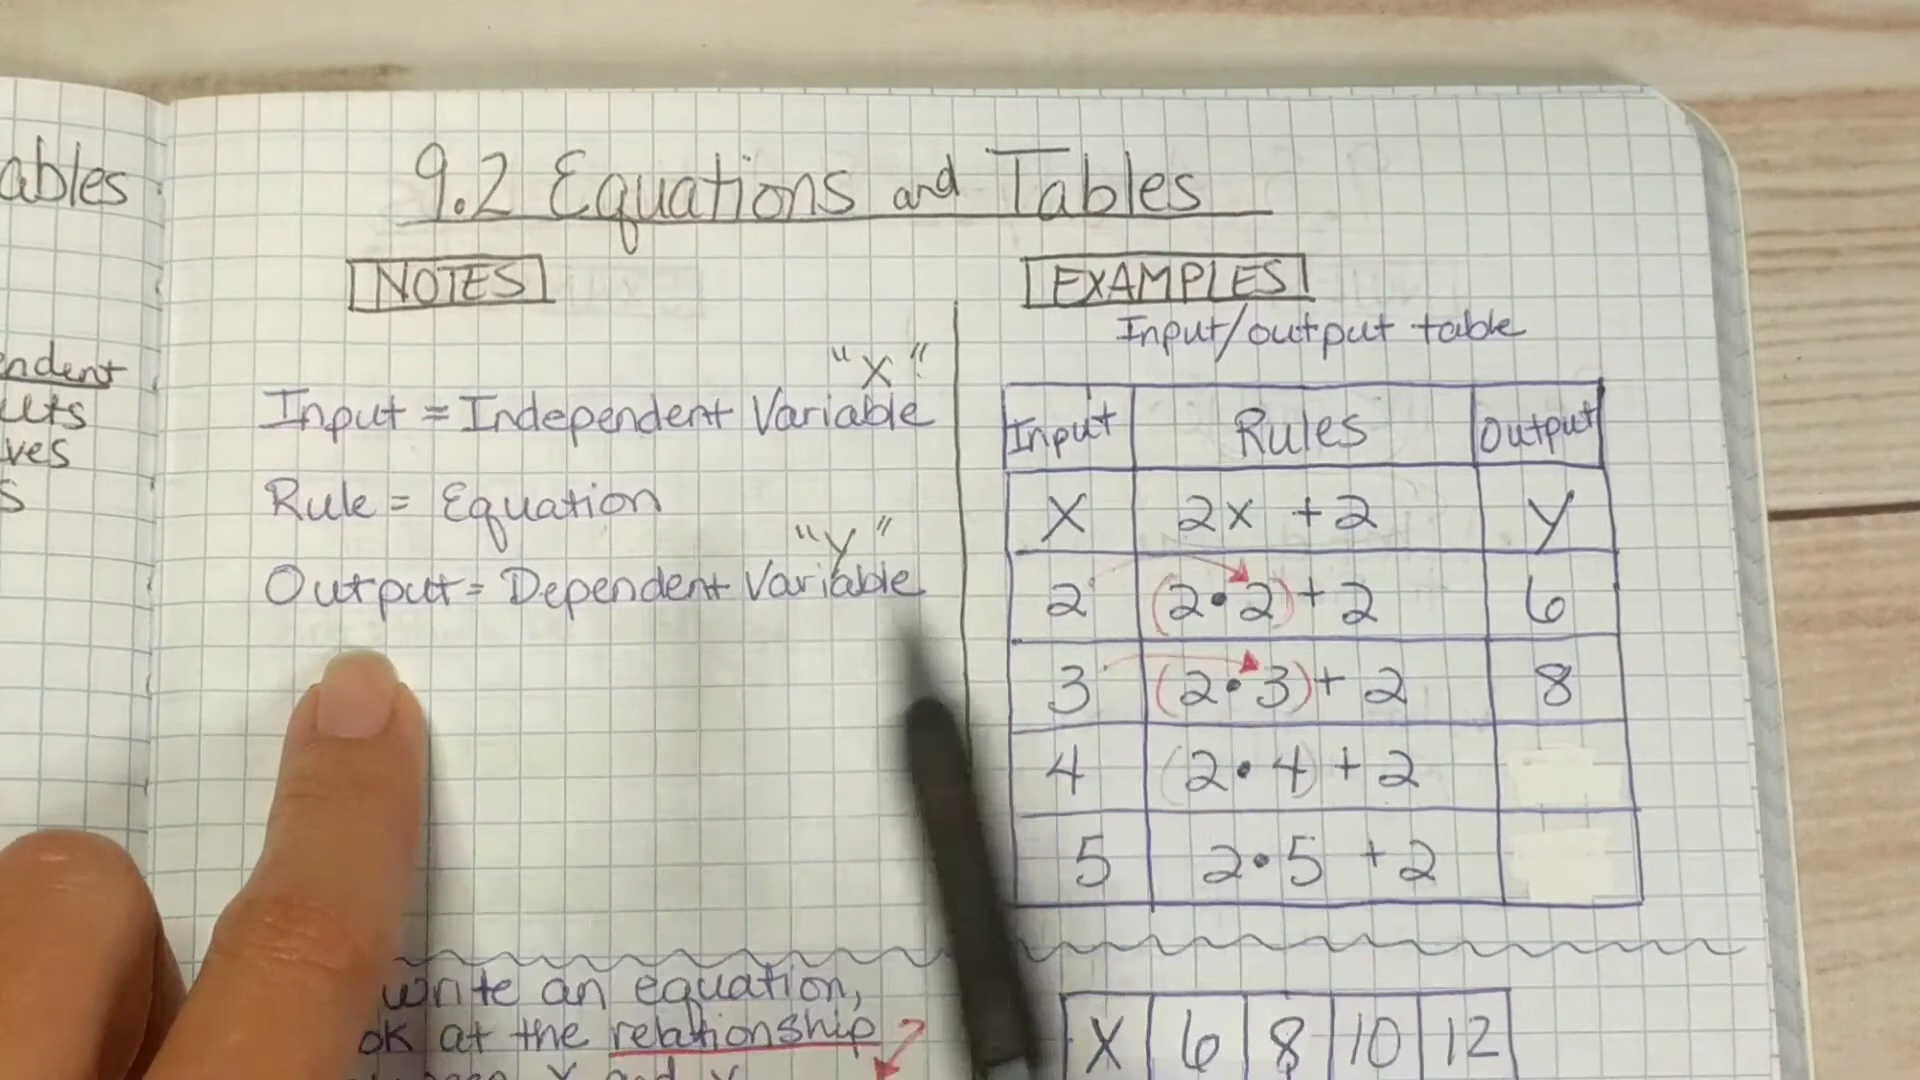 ables
ndent
ves
s
9.2 Equations and Tables
NOTES
"X"
Input = Independent Variable
Rule = Equation
"Y"
Output = Dependent Variable
EXAMPLES
Input/output table
Input Rules Output
X 2x +2 Y
2 (2•2)+2 6
3 (2•3)+2 8
4 (2•4)+2
5 2•5 +2
write an equation,
ok at the relationship
X 6 8 10 12